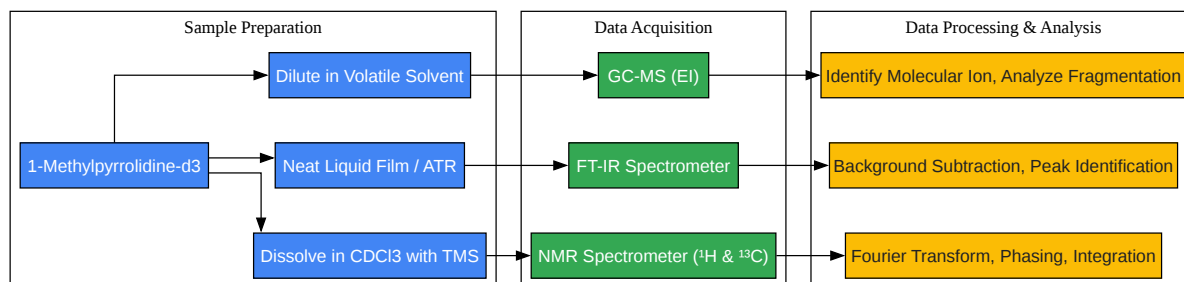 Sample Preparation
Data Acquisition
Data Processing & Analysis
Dilute in Volatile Solvent
GC-MS (EI)
Identify Molecular Ion, Analyze Fragmentation
1-Methylpyrrolidine-d3
Neat Liquid Film / ATR
FT-IR Spectrometer
Background Subtraction, Peak Identification
Dissolve in CDCl3 with TMS
NMR Spectrometer (¹H & ¹³C)
Fourier Transform, Phasing, Integration